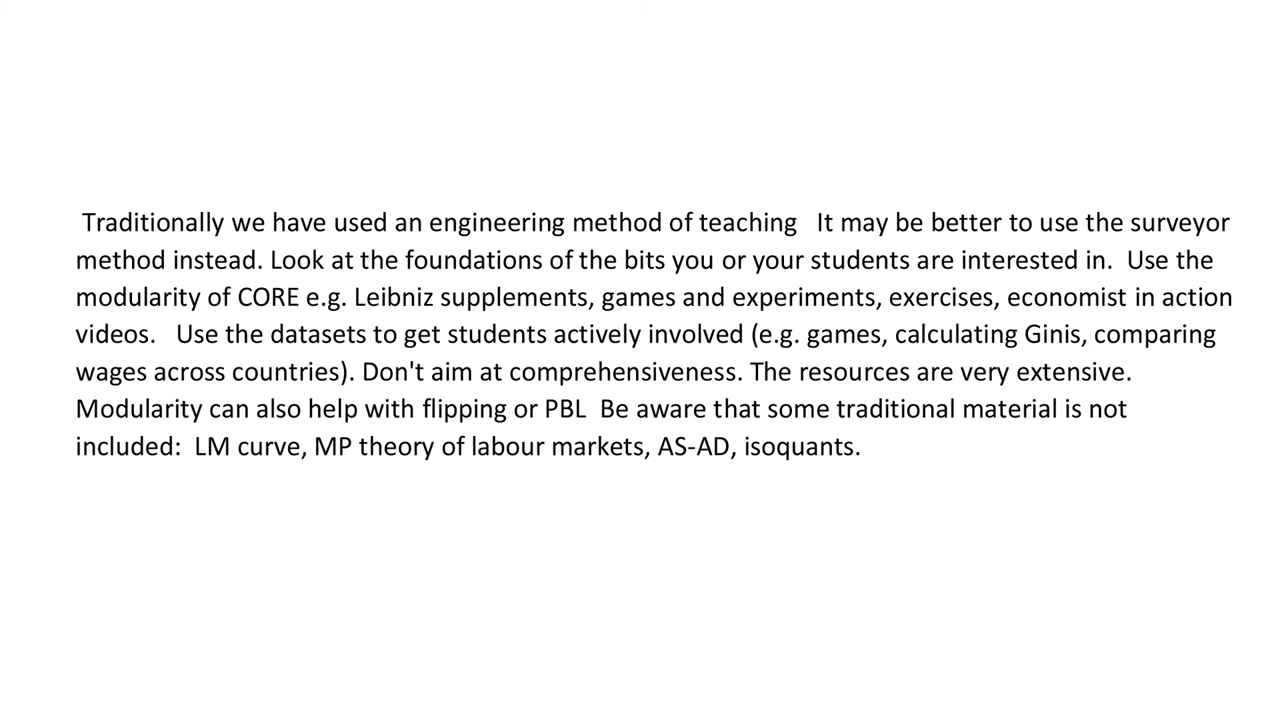 Traditionally we have used an engineering method of teaching   It may be better to use the surveyor
method instead. Look at the foundations of the bits you or your students are interested in.  Use the
modularity of CORE e.g. Leibniz supplements, games and experiments, exercises, economist in action
videos.   Use the datasets to get students actively involved (e.g. games, calculating Ginis, comparing
wages across countries). Don't aim at comprehensiveness. The resources are very extensive.
Modularity can also help with flipping or PBL  Be aware that some traditional material is not
included:  LM curve, MP theory of labour markets, AS-AD, isoquants.